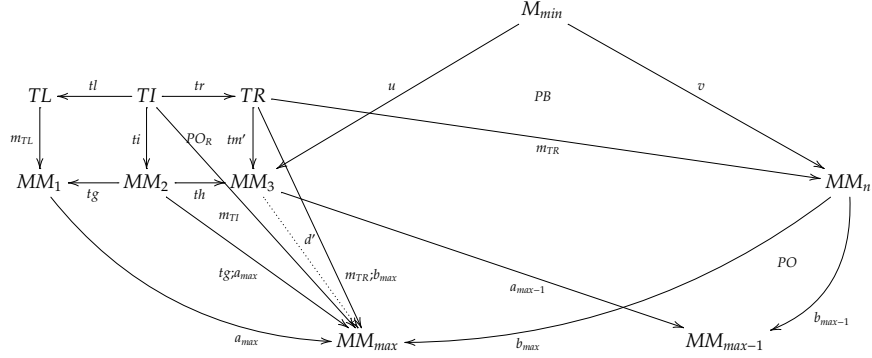 M_min
u PB v
TL tl TI tr TR
m_TL ti PO_R tm′ m_TR
MM_1 tg MM_2 th MM_3 MM_n
m_TI d′
tg;a_max m_TR;b_max a_max−1 PO
a_max MM_max b_max MM_max−1 b_max−1